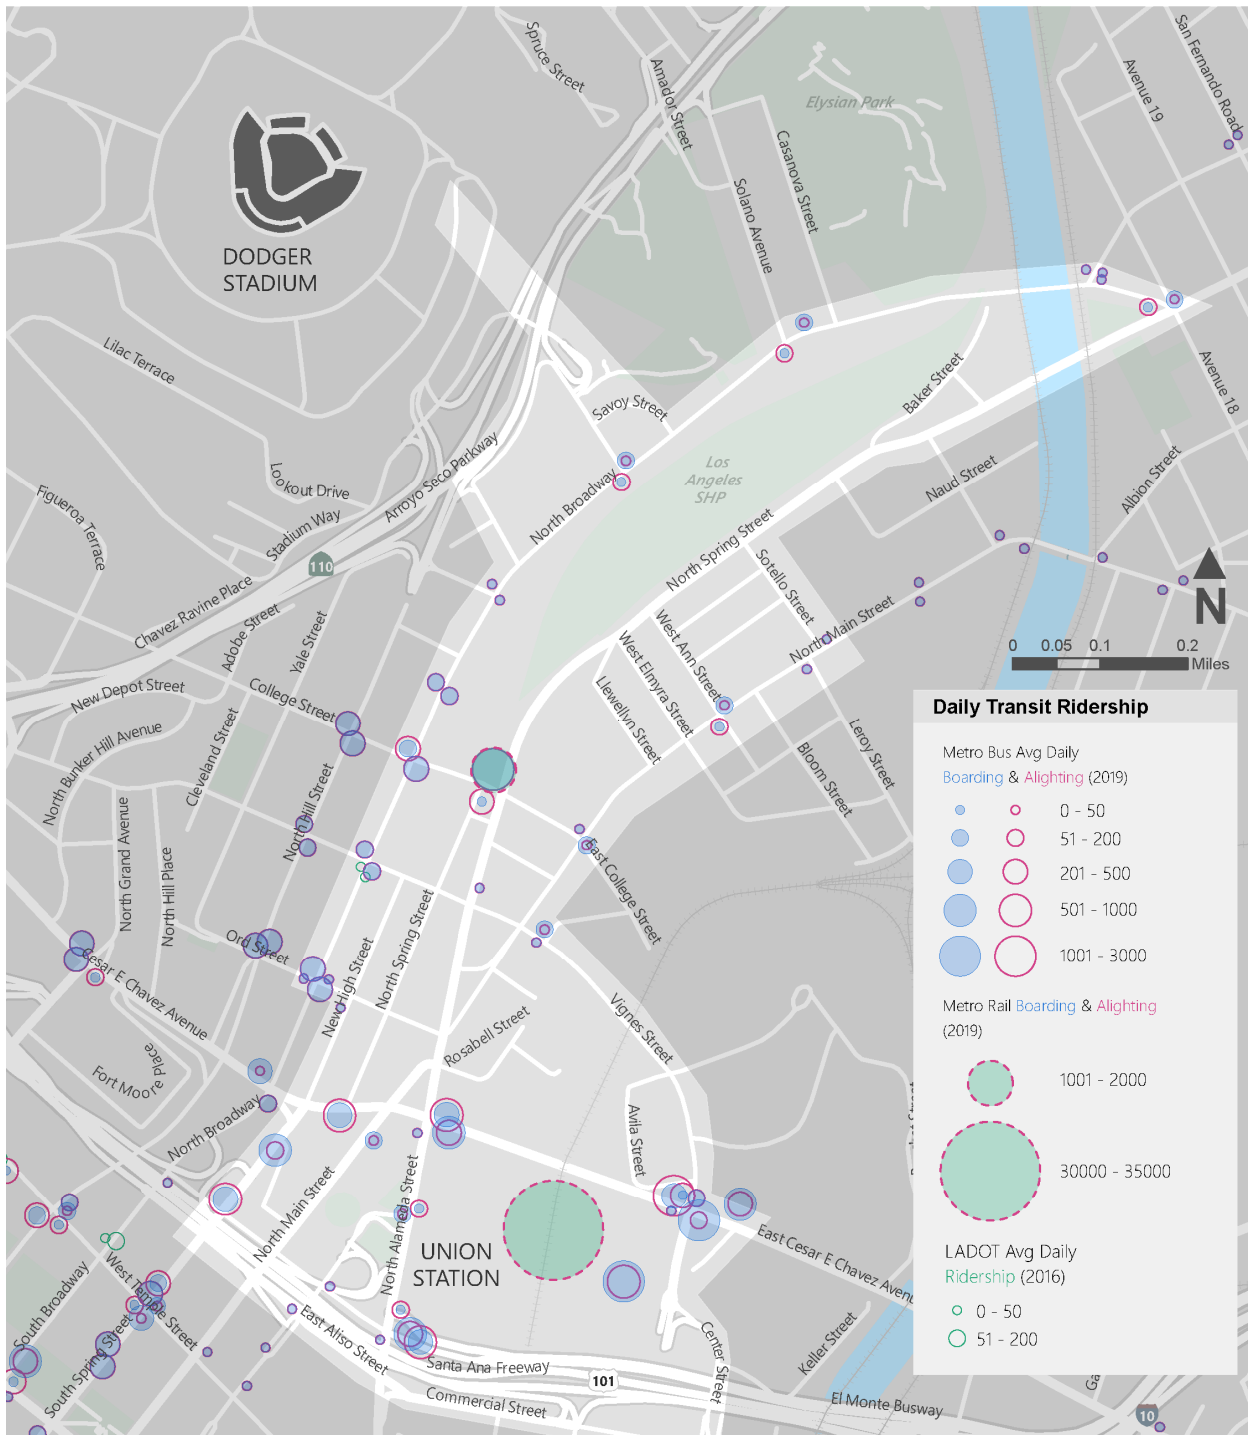 Spruce Street
Amador Street
Elysian Park
Avenue 19
San Fernando Road
Casanova Street
Solano Avenue
DODGER
STADIUM
Lilac Terrace
Savoy Street
Baker Street
Avenue 18
Arroyo Seco Parkway
Lookout Drive
Los
Angeles
SHP
Naud Street
Albion Street
Figueroa Terrace
Stadium Way
North Broadway
North Spring Street
110
Chavez Ravine Place
Sotello Street
North Main Street
N
Adobe Street
Yale Street
West Ann Street
West Elmyra Street
Llewellyn Street
0 0.05 0.1 0.2
Miles
New Depot Street
College Street
Cleveland Street
North Bunker Hill Avenue
Leroy Street
Bloom Street
North Hill Street
North Grand Avenue
North Hill Place
East College Street
Ord Street
Cesar E Chavez Avenue
New High Street
North Spring Street
Vignes Street
Rosabell Street
Fort Moore Place
North Broadway
Avila Street
North Main Street
North Alameda Street
UNION
STATION
East Cesar E Chavez Avenu
West Temple Street
South Broadway
South Spring Street
East Aliso Street
Santa Ana Freeway
101
Commercial Street
Center Street
Keller Street
El Monte Busway
Ga
10
Daily Transit Ridership
Metro Bus Avg Daily
Boarding & Alighting (2019)
0 - 50
51 - 200
201 - 500
501 - 1000
1001 - 3000
Metro Rail Boarding & Alighting
(2019)
1001 - 2000
30000 - 35000
LADOT Avg Daily
Ridership (2016)
0 - 50
51 - 200